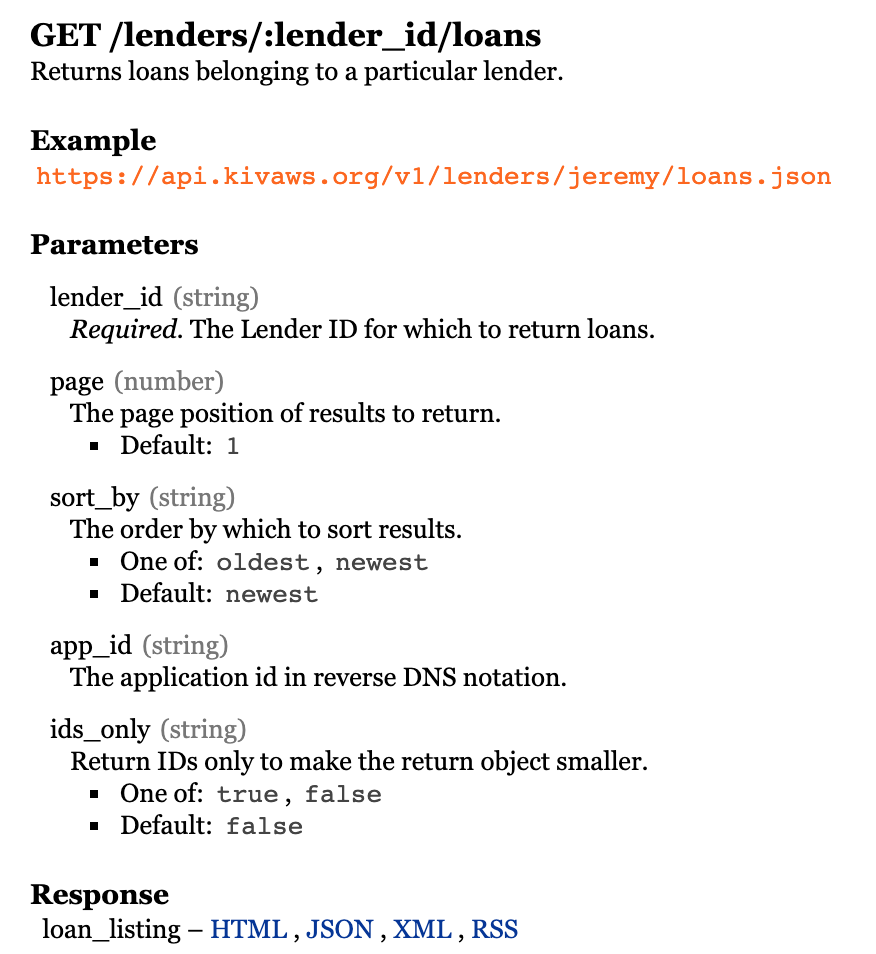 GET /lenders/:lender_id/loans
Returns loans belonging to a particular lender.
Example
https://api.kivaws.org/v1/lenders/jeremy/loans.json
Parameters
lender_id (string)
Required. The Lender ID for which to return loans.
page (number)
The page position of results to return.
▪ Default: 1
sort_by (string)
The order by which to sort results.
▪ One of: oldest, newest
▪ Default: newest
app_id (string)
The application id in reverse DNS notation.
ids_only (string)
Return IDs only to make the return object smaller.
▪ One of: true, false
▪ Default: false
Response
loan_listing – HTML , JSON , XML , RSS